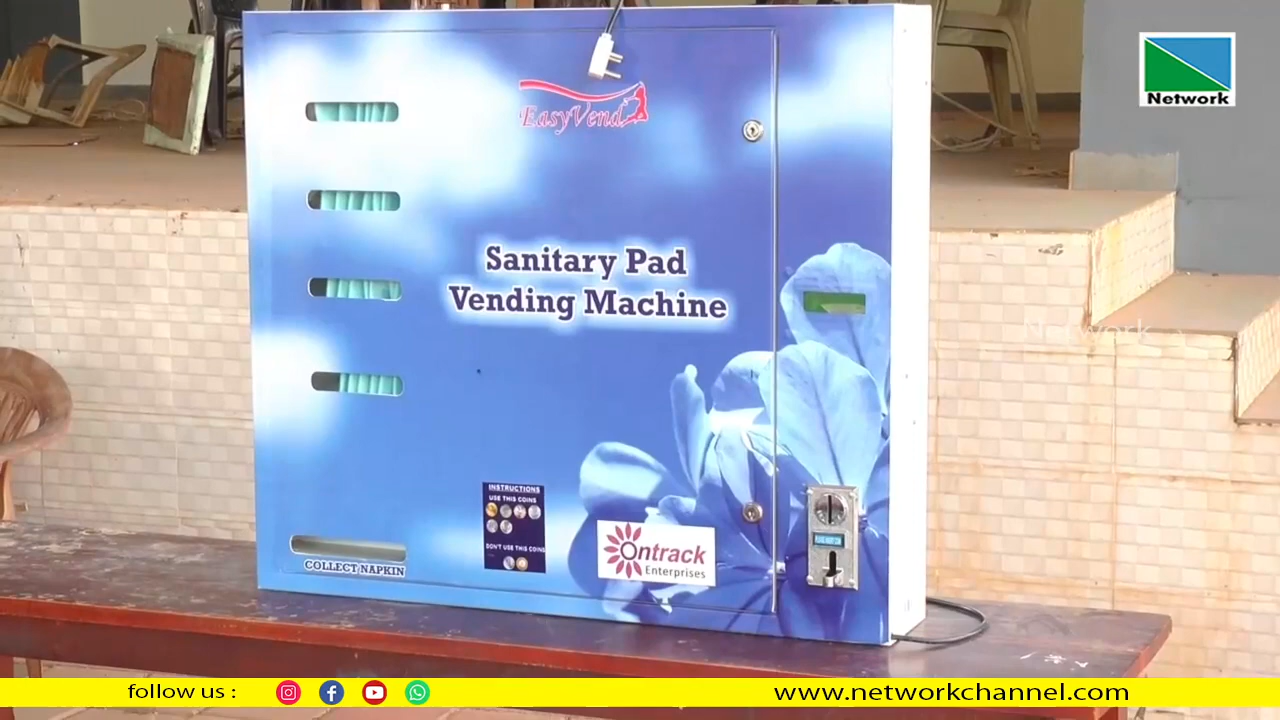 Network
EasyVend
Sanitary Pad
Vending Machine
INSTRUCTIONS
USE THIS COINS
DON'T USE THIS COINS
Ontrack
Enterprises
COLLECT NAPKIN
Network
follow us :
www.networkchannel.com